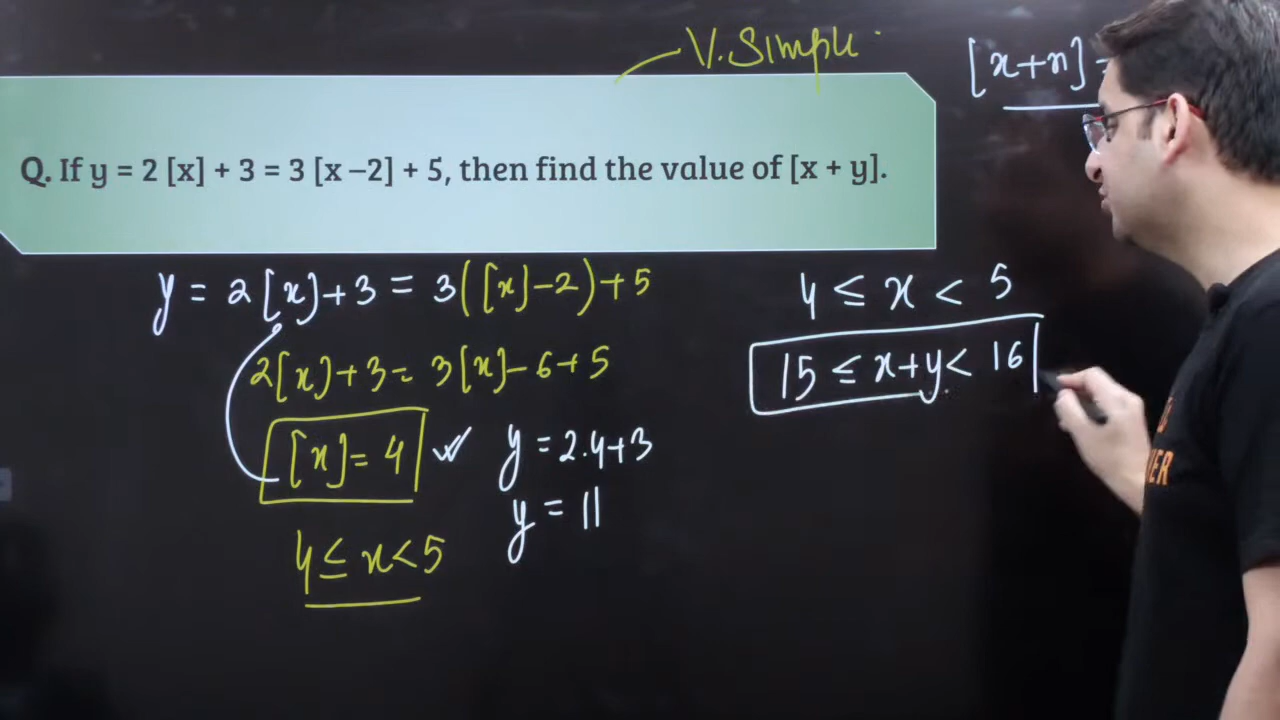 V. Simple
[x+n] =
Q. If y = 2 [x] + 3 = 3 [x –2] + 5, then find the value of [x + y].
y = 2[x]+3 = 3([x]-2)+5
2[x]+3 = 3[x]-6+5
[x] = 4
4 ≤ x < 5
y = 2.4+3
y = 11
4 ≤ x < 5
15 ≤ x+y < 16